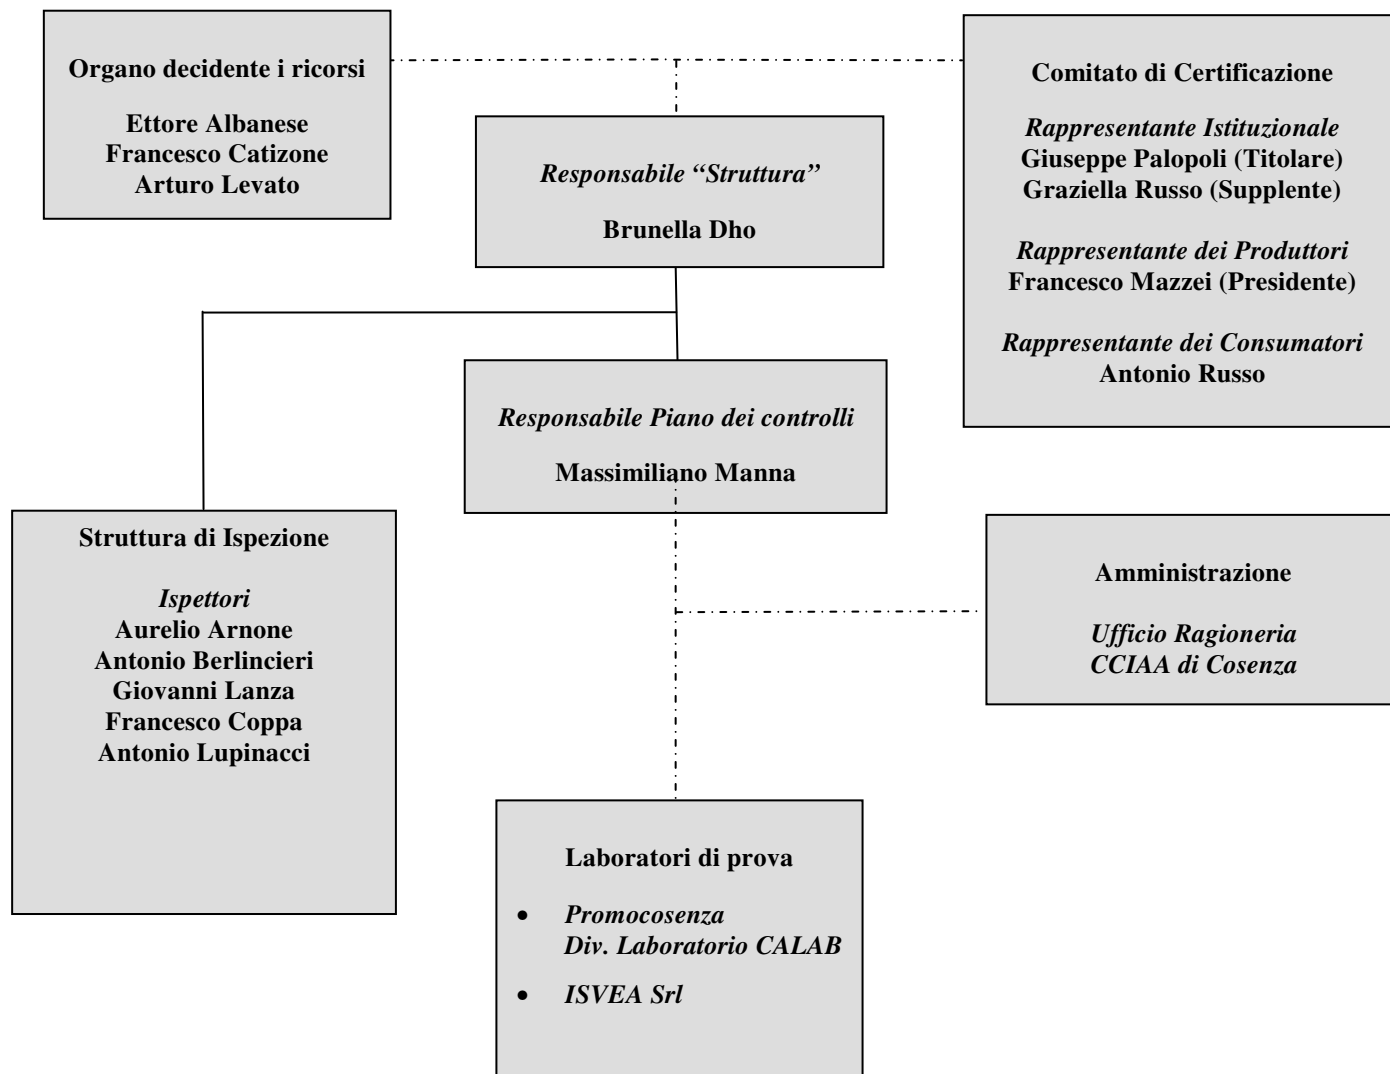 Organo decidente i ricorsi
Ettore Albanese
Francesco Catizone
Arturo Levato
Responsabile “Struttura”
Brunella Dho
Comitato di Certificazione
Rappresentante Istituzionale
Giuseppe Palopoli (Titolare)
Graziella Russo (Supplente)
Rappresentante dei Produttori
Francesco Mazzei (Presidente)
Rappresentante dei Consumatori
Antonio Russo
Responsabile Piano dei controlli
Massimiliano Manna
Struttura di Ispezione
Ispettori
Aurelio Arnone
Antonio Berlincieri
Giovanni Lanza
Francesco Coppa
Antonio Lupinacci
Amministrazione
Ufficio Ragioneria
CCIAA di Cosenza
Laboratori di prova
• Promocosenza
Div. Laboratorio CALAB
• ISVEA Srl